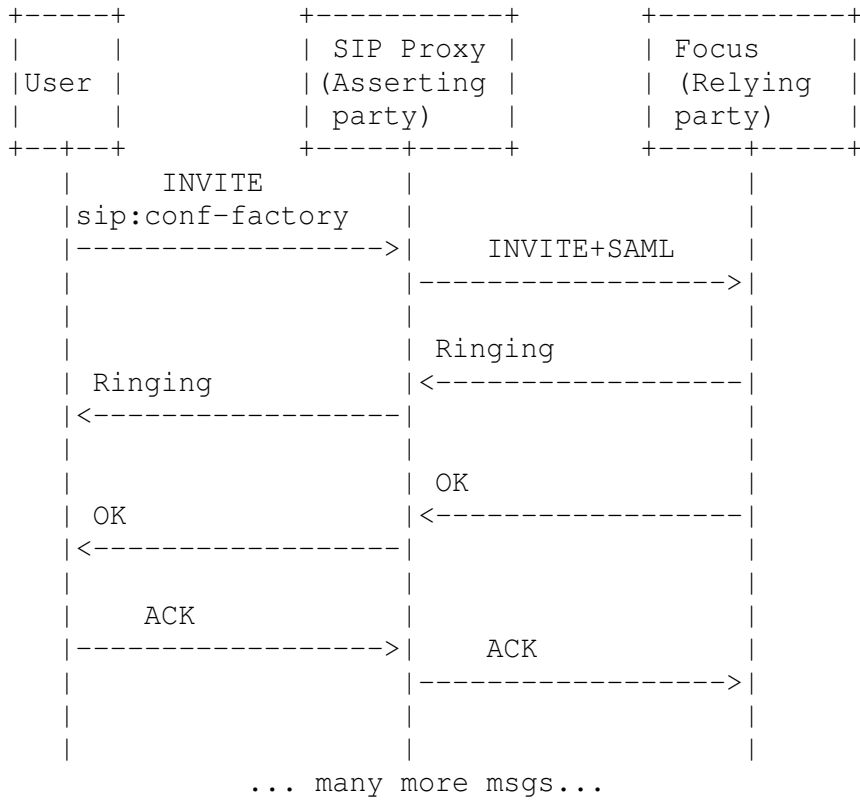 SIP Proxy Focus
User (Asserting (Relying
party) party)
INVITE
sip:conf-factory
INVITE+SAML
Ringing
Ringing
OK
OK
ACK
ACK
... many more msgs...